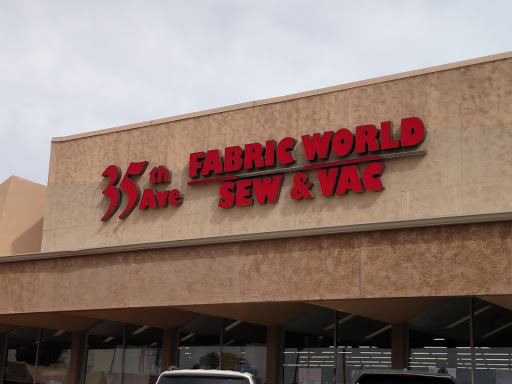 35th Ave
FABRIC WORLD
SEW & VAC